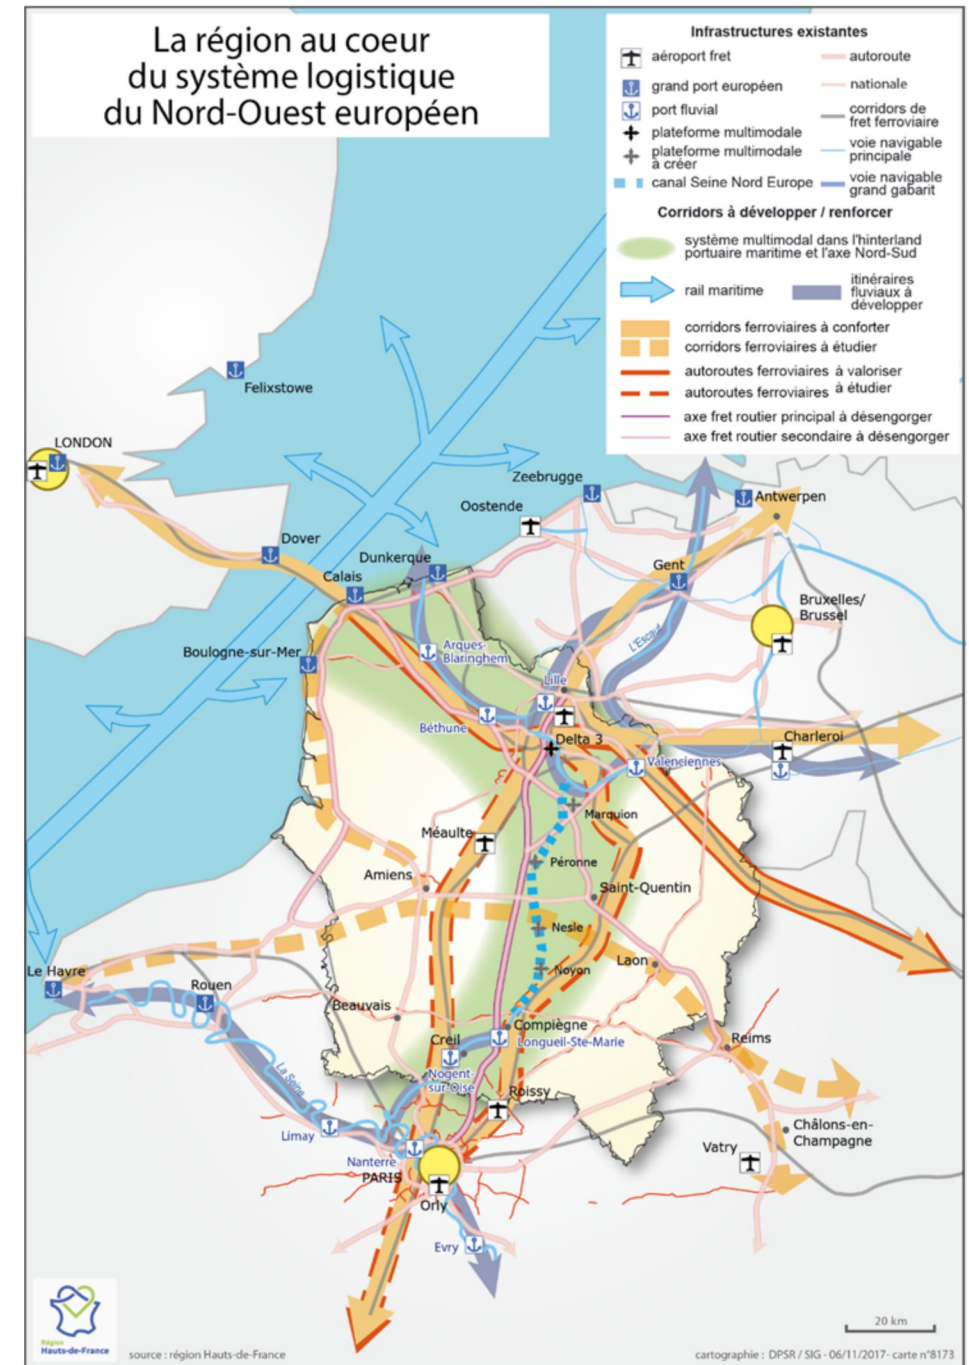 La région au coeur
du système logistique
du Nord-Ouest européen
Infrastructures existantes
aéroport fret
grand port européen
port fluvial
plateforme multimodale
plateforme multimodale
à créer
canal Seine Nord Europe
autoroute
nationale
corridors de
fret ferroviaire
voie navigable
principale
voie navigable
grand gabarit
Corridors à développer / renforcer
système multimodal dans l'hinterland
portuaire maritime et l'axe Nord-Sud
rail maritime
itinéraires
fluviaux à
développer
corridors ferroviaires à conforter
corridors ferroviaires à étudier
autoroutes ferroviaires à valoriser
autoroutes ferroviaires à étudier
axe fret routier principal à désengorger
axe fret routier secondaire à désengorger
Felixstowe
LONDON
Zeebrugge
Antwerpen
Oostende
Dover
Dunkerque
Calais
Gent
Bruxelles/
Brussel
L'Escaut
Boulogne-sur-Mer
Arques-
Blaringhem
Lille
Béthune
Delta 3
Charleroi
Valenciennes
Marquion
Méaulte
Péronne
Amiens
Saint-Quentin
Nesle
Laon
Noyon
Le Havre
Rouen
Beauvais
Compiègne
Creil
Longueil-Ste-Marie
Reims
La Seine
Nogent-
sur-Oise
Roissy
Limay
Châlons-en-
Champagne
Vatry
Nanterre
PARIS
Orly
Evry
20 km
Région
Hauts-de-France
source : région Hauts-de-France
cartographie : DPSR / SIG - 06/11/2017- carte n°8173